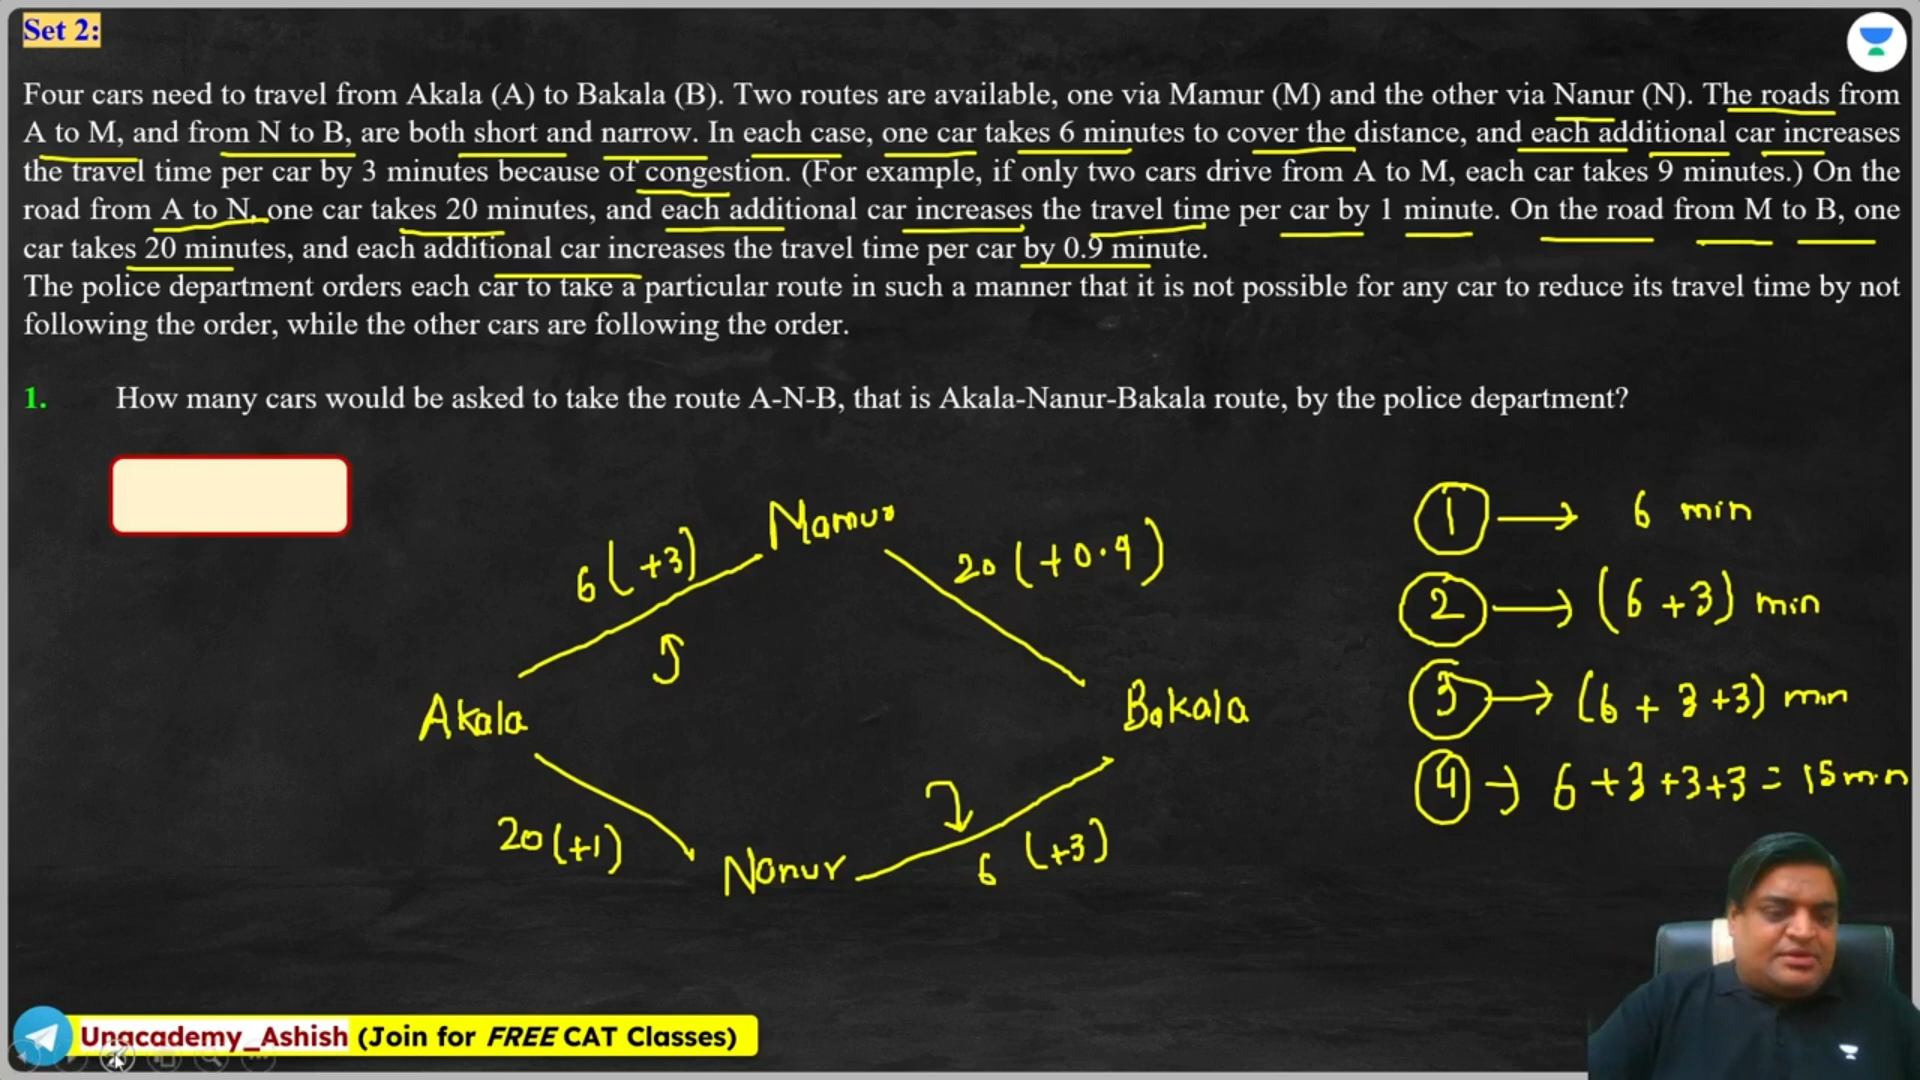 Set 2:
Four cars need to travel from Akala (A) to Bakala (B). Two routes are available, one via Mamur (M) and the other via Nanur (N). The roads from
A to M, and from N to B, are both short and narrow. In each case, one car takes 6 minutes to cover the distance, and each additional car increases
the travel time per car by 3 minutes because of congestion. (For example, if only two cars drive from A to M, each car takes 9 minutes.) On the
road from A to N, one car takes 20 minutes, and each additional car increases the travel time per car by 1 minute. On the road from M to B, one
car takes 20 minutes, and each additional car increases the travel time per car by 0.9 minute.
The police department orders each car to take a particular route in such a manner that it is not possible for any car to reduce its travel time by not
following the order, while the other cars are following the order.
1. How many cars would be asked to take the route A-N-B, that is Akala-Nanur-Bakala route, by the police department?
Mamur
6 (+3)
20 (+0.9)
Akala
Bakala
20 (+1)
Nanur
6 (+3)
1 → 6 min
2 → (6 +3) min
3 → (6 + 3 +3) min
4 → 6 +3 +3+3 = 15 min
Unacademy_Ashish (Join for FREE CAT Classes)